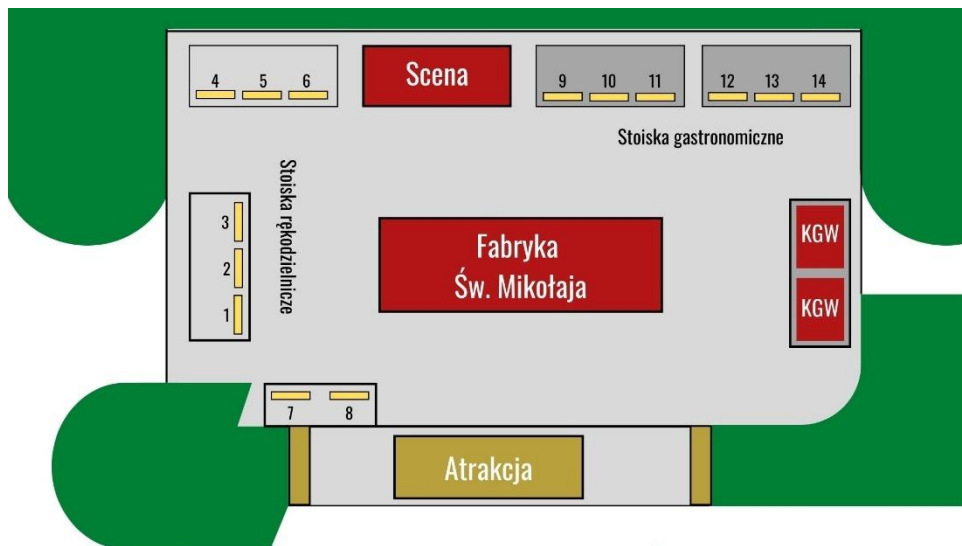 4 5 6
Scena
9 10 11
12 13 14
Stoiska gastronomiczne
Stoiska rękodzielnicze
3
2
1
Fabryka
Św. Mikołaja
KGW
KGW
7 8
Atrakcja